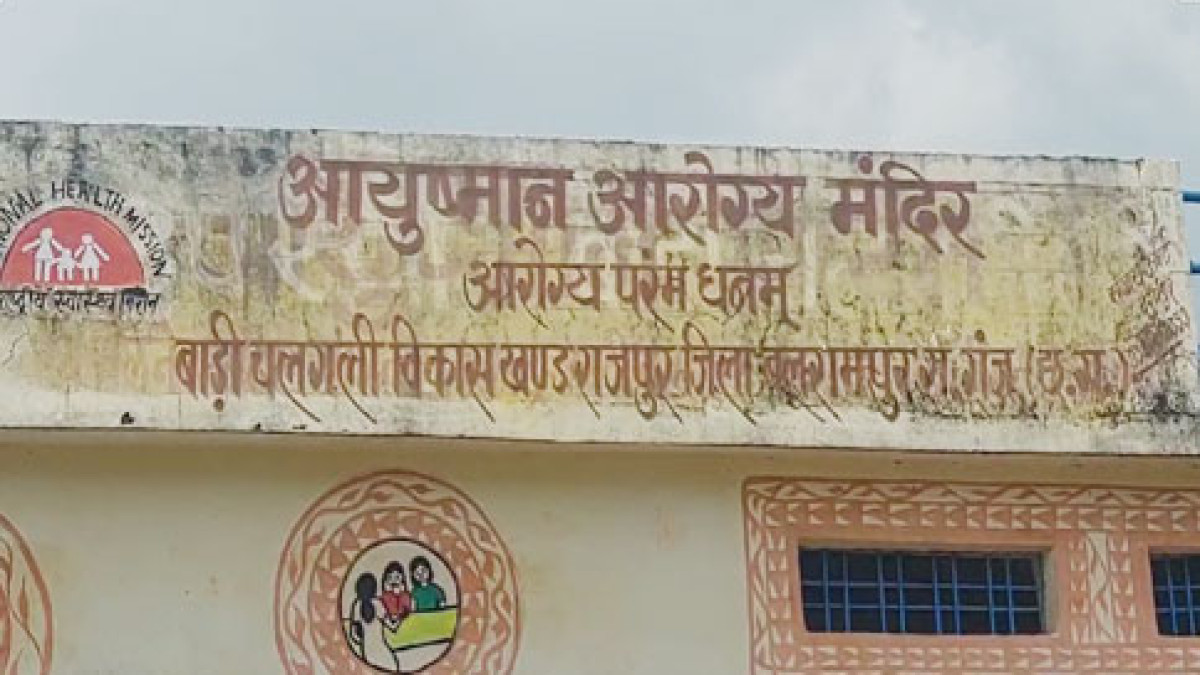 NATIONAL HEALTH MISSION
राष्ट्रीय स्वास्थ्य मिशन
आयुष्मान आरोग्य मंदिर
आरोग्य परमं धनम्
बाड़ी चलगली विकास खण्ड राजपुर जिला बलरामपुर रा. गंज (छ.ग.)